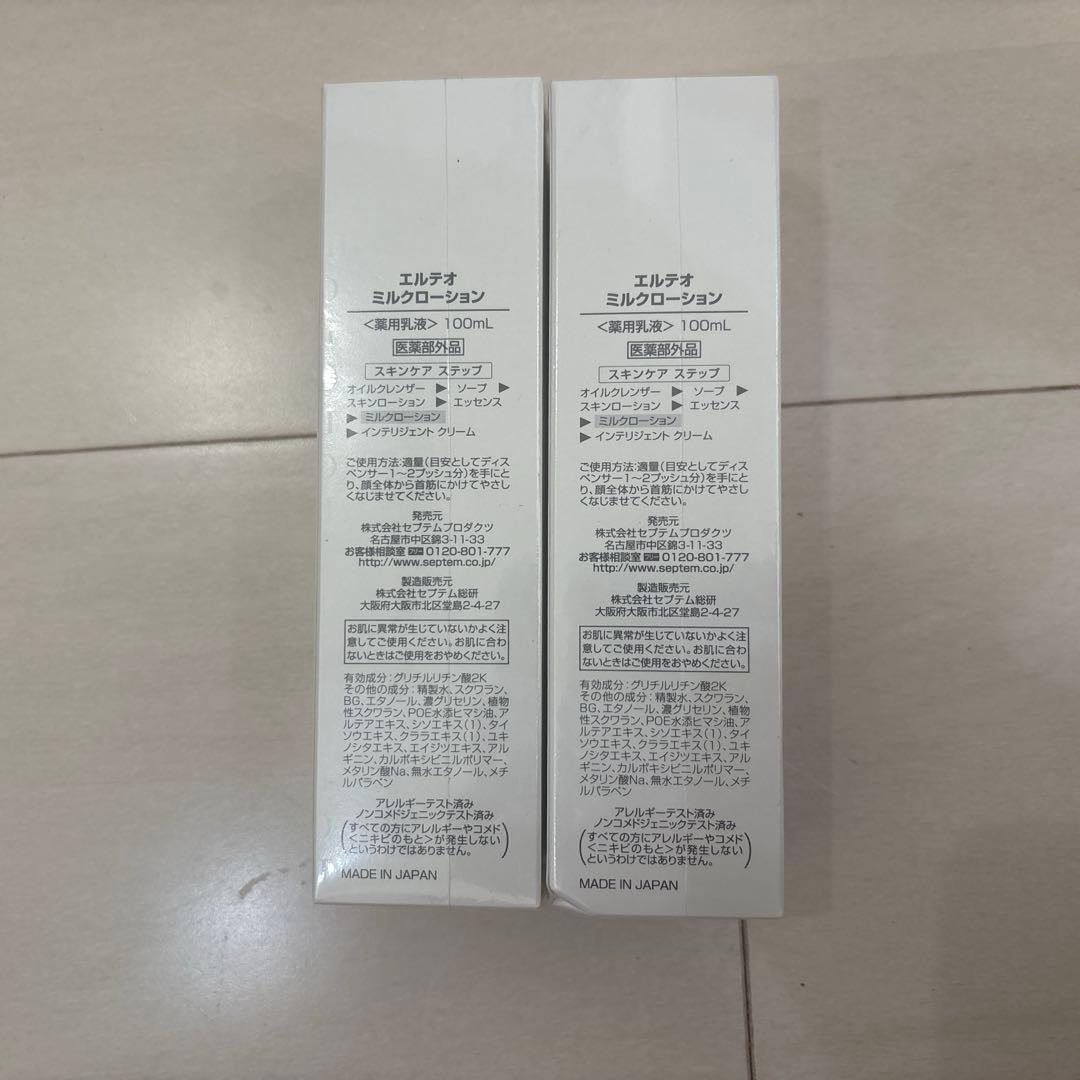 エルテオ
ミルクローション
<薬用乳液> 100mL
医薬部外品
スキンケア ステップ
オイルクレンザー ▶ ソープ ▶
スキンローション ▶ エッセンス
▶ ミルクローション
▶ インテリジェント クリーム
ご使用方法:適量(目安としてディス
ペンサー1〜2プッシュ分)を手にと
り、顔全体から首筋にかけてやさし
くなじませてください。
発売元
株式会社セプテムプロダクツ
名古屋市中区錦3-11-33
お客様相談室 フリー 0120-801-777
http://www.septem.co.jp/
製造販売元
株式会社セプテム総研
大阪府大阪市北区堂島2-4-27
お肌に異常が生じていないかよく注
意してご使用ください。お肌に合わ
ないときはご使用をおやめください。
有効成分:グリチルリチン酸2K
その他の成分:精製水、スクワラン、
BG、エタノール、濃グリセリン、植物
性スクワラン、POE水添ヒマシ油、ア
ルテアエキス、シソエキス(1)、タイ
ソウエキス、クララエキス(1)、ユキ
ノシタエキス、エイジツエキス、アル
ギニン、カルボキシビニルポリマー、
メタリン酸Na、無水エタノール、メチ
ルパラベン
アレルギーテスト済み
ノンコメドジェニックテスト済み
(すべての方にアレルギーやコメド
<ニキビのもと>が発生しない
というわけではありません。)
MADE IN JAPAN
エルテオ
ミルクローション
<薬用乳液> 100mL
医薬部外品
スキンケア ステップ
オイルクレンザー ▶ ソープ ▶
スキンローション ▶ エッセンス
▶ ミルクローション
▶ インテリジェント クリーム
ご使用方法:適量(目安としてディス
ペンサー1〜2プッシュ分)を手にと
り、顔全体から首筋にかけてやさし
くなじませてください。
発売元
株式会社セプテムプロダクツ
名古屋市中区錦3-11-33
お客様相談室 フリー 0120-801-777
http://www.septem.co.jp/
製造販売元
株式会社セプテム総研
大阪府大阪市北区堂島2-4-27
お肌に異常が生じていないかよく注
意してご使用ください。お肌に合わ
ないときはご使用をおやめください。
有効成分:グリチルリチン酸2K
その他の成分:精製水、スクワラン、
BG、エタノール、濃グリセリン、植物
性スクワラン、POE水添ヒマシ油、ア
ルテアエキス、シソエキス(1)、タイ
ソウエキス、クララエキス(1)、ユキ
ノシタエキス、エイジツエキス、アル
ギニン、カルボキシビニルポリマー、
メタリン酸Na、無水エタノール、メチ
ルパラベン
アレルギーテスト済み
ノンコメドジェニックテスト済み
(すべての方にアレルギーやコメド
<ニキビのもと>が発生しない
というわけではありません。)
MADE IN JAPAN